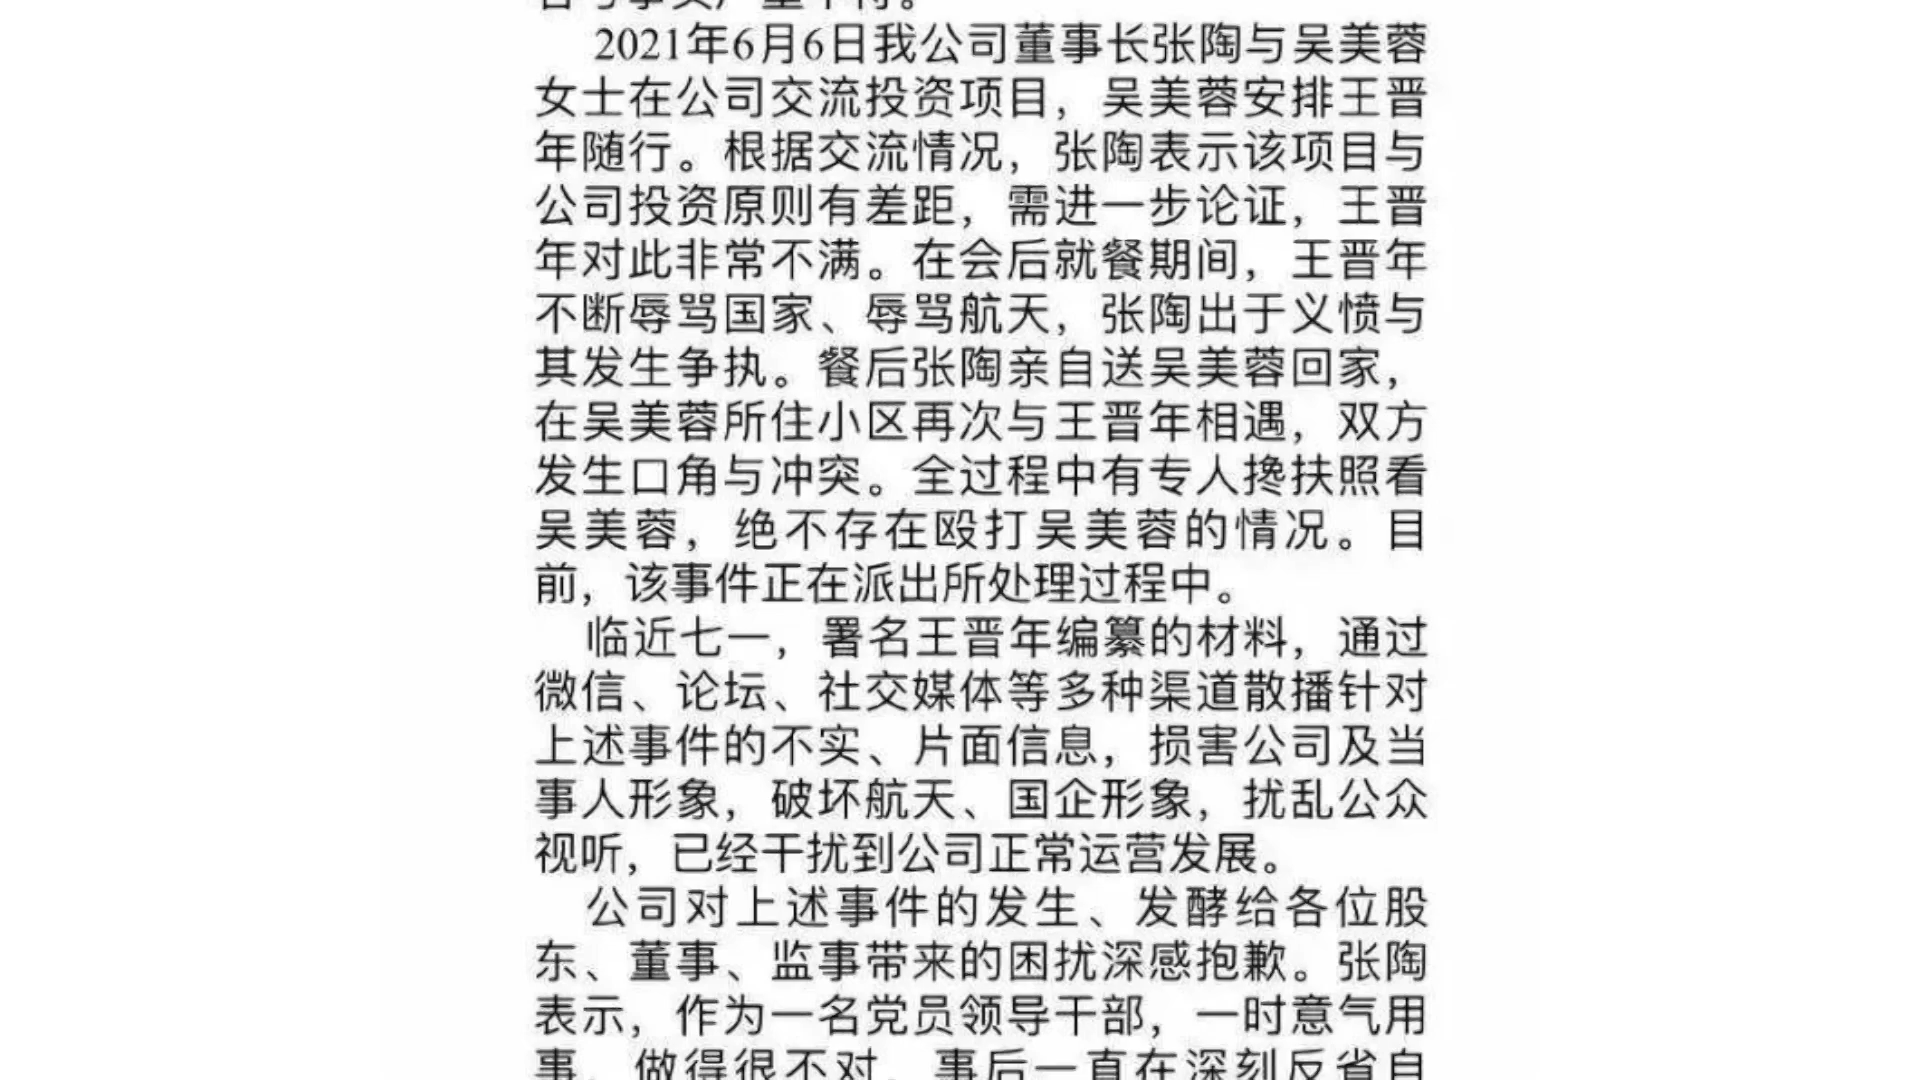 2021年6月6日我公司董事长张陶与吴美蓉
女士在公司交流投资项目，吴美蓉安排王晋
年随行。根据交流情况，张陶表示该项目与
公司投资原则有差距，需进一步论证，王晋
年对此非常不满。在会后就餐期间，王晋年
不断辱骂国家、辱骂航天，张陶出于义愤与
其发生争执。餐后张陶亲自送吴美蓉回家，
在吴美蓉所住小区再次与王晋年相遇，双方
发生口角与冲突。全过程中有专人搀扶照看
吴美蓉，绝不存在殴打吴美蓉的情况。目
前，该事件正在派出所处理过程中。
临近七一，署名王晋年编纂的材料，通过
微信、论坛、社交媒体等多种渠道散播针对
上述事件的不实、片面信息，损害公司及当
事人形象，破坏航天、国企形象，扰乱公众
视听，已经干扰到公司正常运营发展。
公司对上述事件的发生、发酵给各位股
东、董事、监事带来的困扰深感抱歉。张陶
表示，作为一名党员领导干部，一时意气用
事，做得很不对，事后一直在深刻反省自